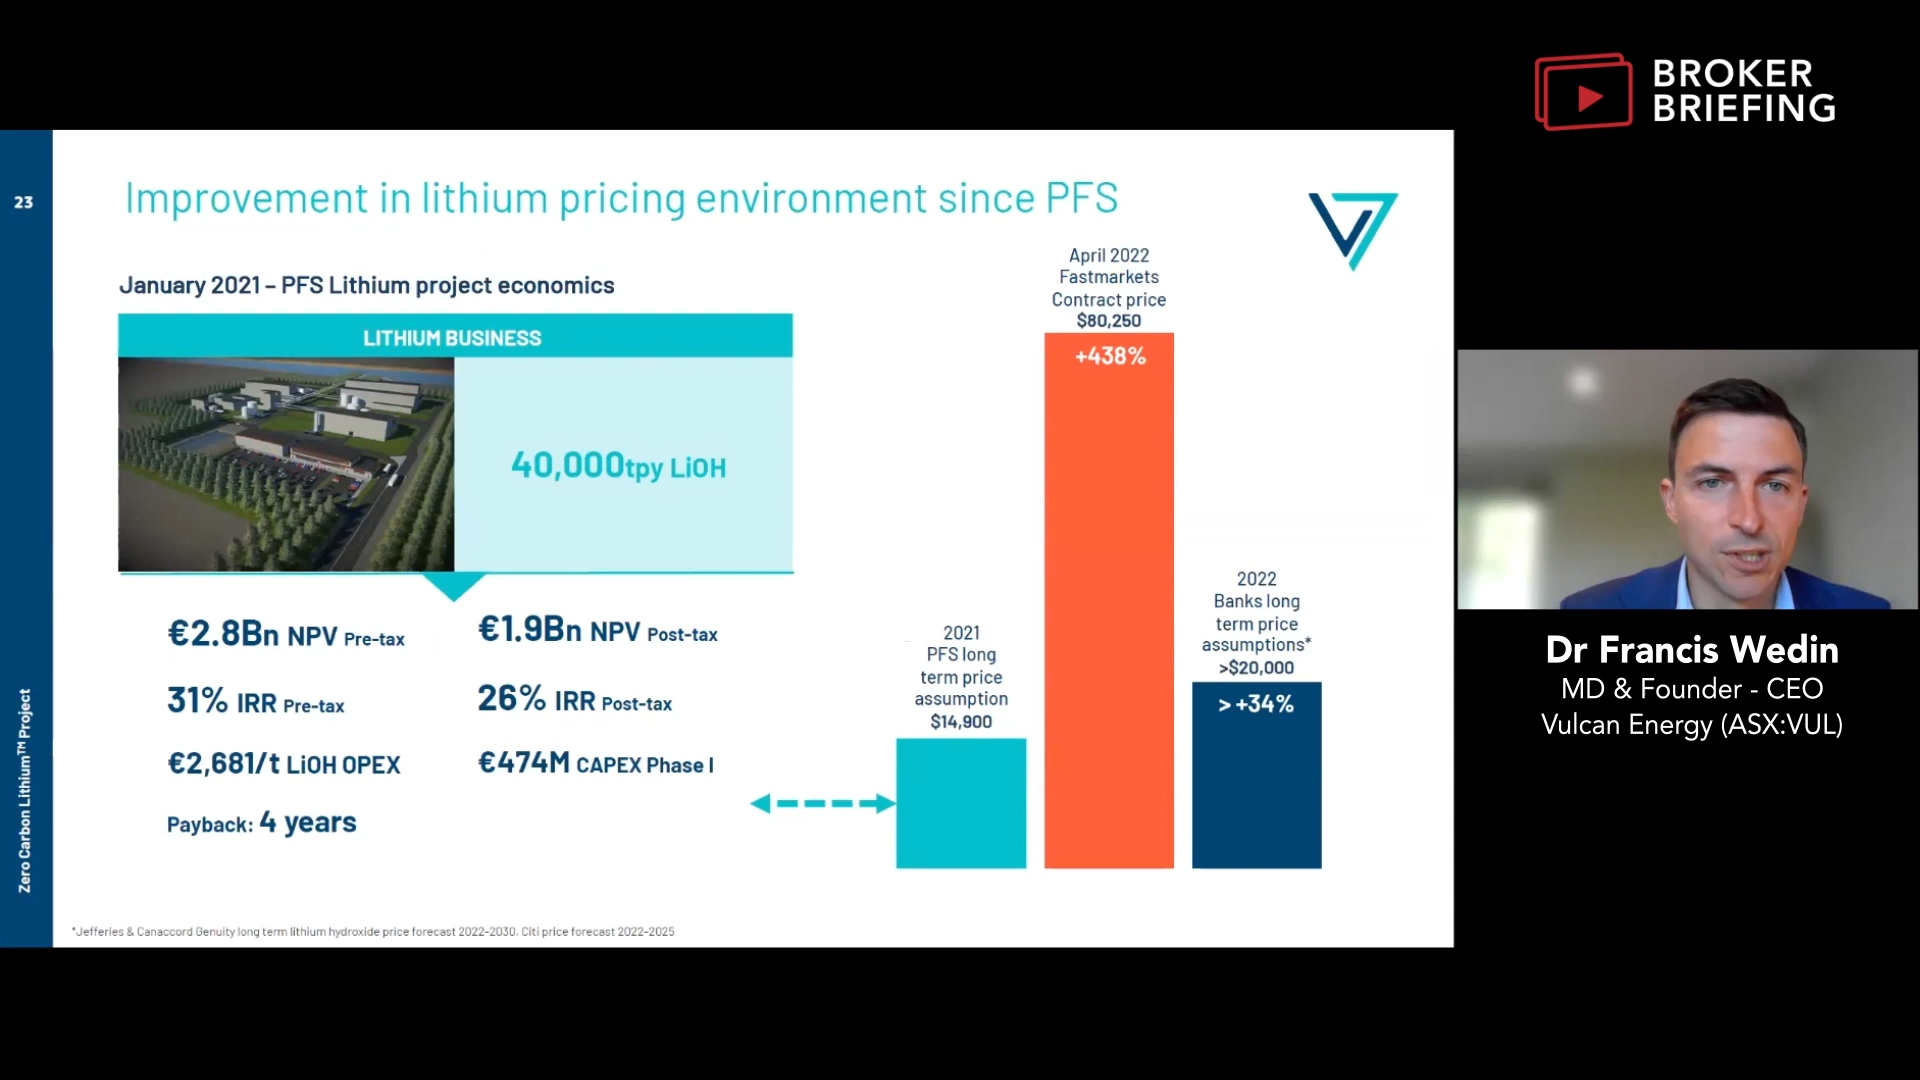 BROKER
BRIEFING
23
Improvement in lithium pricing environment since PFS
January 2021 – PFS Lithium project economics
LITHIUM BUSINESS
40,000tpy LiOH
€2.8Bn NPV Pre-tax
€1.9Bn NPV Post-tax
31% IRR Pre-tax
26% IRR Post-tax
€2,681/t LiOH OPEX
€474M CAPEX Phase I
Payback: 4 years
2021
PFS long
term price
assumption
$14,900
April 2022
Fastmarkets
Contract price
$80,250
+438%
2022
Banks long
term price
assumptions*
>$20,000
> +34%
Zero Carbon Lithium™ Project
*Jefferies & Canaccord Genuity long term lithium hydroxide price forecast 2022-2030. Citi price forecast 2022-2025
Dr Francis Wedin
MD & Founder - CEO
Vulcan Energy (ASX:VUL)